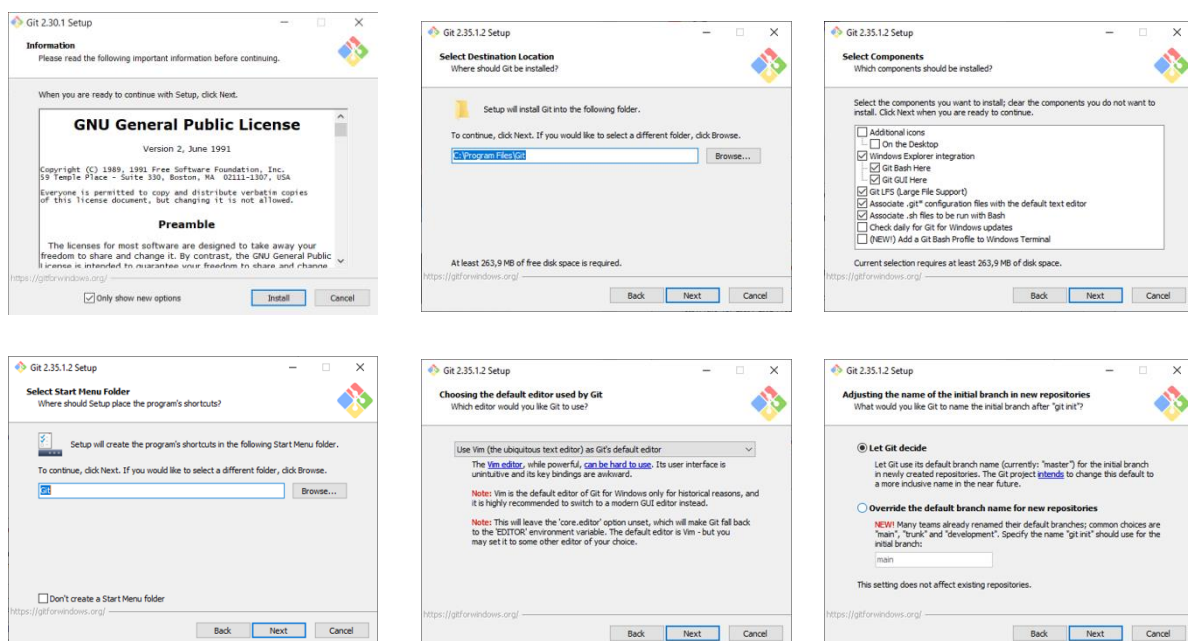 Git 2.30.1 Setup
Information
Please read the following important information before continuing.
When you are ready to continue with Setup, click Next.
GNU General Public License
Version 2, June 1991
Copyright (C) 1989, 1991 Free Software Foundation, Inc.
59 Temple Place - Suite 330, Boston, MA  02111-1307, USA
Everyone is permitted to copy and distribute verbatim copies
of this license document, but changing it is not allowed.
Preamble
The licenses for most software are designed to take away your
freedom to share and change it. By contrast, the GNU General Public
License is intended to guarantee your freedom to share and change
https://gitforwindows.org/
Only show new options
Install
Cancel
Git 2.35.1.2 Setup
Select Destination Location
Where should Git be installed?
Setup will install Git into the following folder.
To continue, click Next. If you would like to select a different folder, click Browse.
C:\Program Files\Git
Browse...
At least 263,9 MB of free disk space is required.
https://gitforwindows.org/
Back
Next
Cancel
Git 2.35.1.2 Setup
Select Components
Which components should be installed?
Select the components you want to install; clear the components you do not want to
install. Click Next when you are ready to continue.
Additional icons
On the Desktop
Windows Explorer integration
Git Bash Here
Git GUI Here
Git LFS (Large File Support)
Associate .git* configuration files with the default text editor
Associate .sh files to be run with Bash
Check daily for Git for Windows updates
(NEW!) Add a Git Bash Profile to Windows Terminal
Current selection requires at least 263,9 MB of disk space.
https://gitforwindows.org/
Back
Next
Cancel
Git 2.35.1.2 Setup
Select Start Menu Folder
Where should Setup place the program's shortcuts?
Setup will create the program's shortcuts in the following Start Menu folder.
To continue, click Next. If you would like to select a different folder, click Browse.
Git
Browse...
Don't create a Start Menu folder
https://gitforwindows.org/
Back
Next
Cancel
Git 2.35.1.2 Setup
Choosing the default editor used by Git
Which editor would you like Git to use?
Use Vim (the ubiquitous text editor) as Git's default editor
The Vim editor, while powerful, can be hard to use. Its user interface is
unintuitive and its key bindings are awkward.
Note: Vim is the default editor of Git for Windows only for historical reasons, and
it is highly recommended to switch to a modern GUI editor instead.
Note: This will leave the 'core.editor' option unset, which will make Git fall back
to the 'EDITOR' environment variable. The default editor is Vim - but you
may set it to some other editor of your choice.
https://gitforwindows.org/
Back
Next
Cancel
Git 2.35.1.2 Setup
Adjusting the name of the initial branch in new repositories
What would you like Git to name the initial branch after "git init"?
Let Git decide
Let Git use its default branch name (currently: "master") for the initial branch
in newly created repositories. The Git project intends to change this default to
a more inclusive name in the near future.
Override the default branch name for new repositories
NEW! Many teams already renamed their default branches; common choices are
"main", "trunk" and "development". Specify the name "git init" should use for the
initial branch:
main
This setting does not affect existing repositories.
https://gitforwindows.org/
Back
Next
Cancel